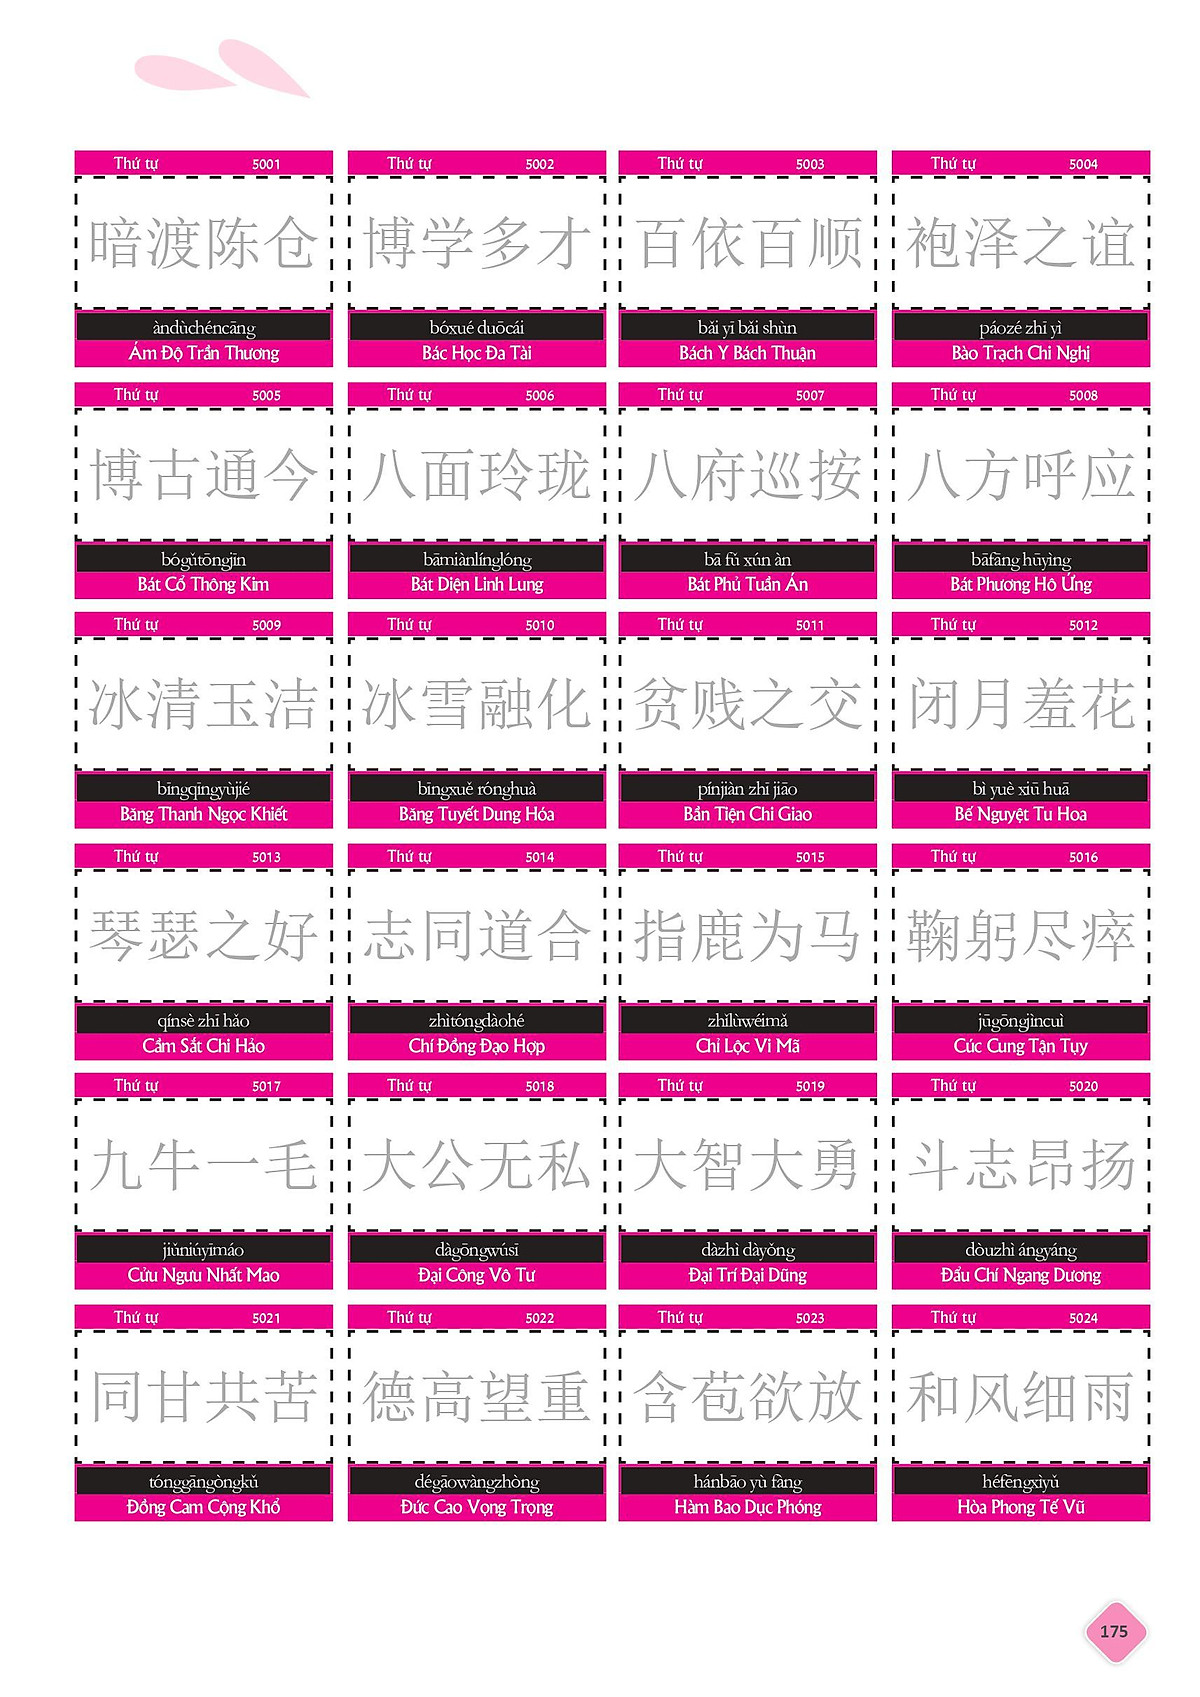 Thứ tự 5001
暗渡陈仓
àndùchéncāng
Ám Độ Trần Thương
Thứ tự 5002
博学多才
bóxué duōcái
Bác Học Đa Tài
Thứ tự 5003
百依百顺
bǎi yī bǎi shùn
Bách Y Bách Thuận
Thứ tự 5004
袍泽之谊
páozé zhī yì
Bào Trạch Chi Nghị
Thứ tự 5005
博古通今
bógǔtōngjīn
Bát Cổ Thông Kim
Thứ tự 5006
八面玲珑
bāmiànlínglóng
Bát Diện Linh Lung
Thứ tự 5007
八府巡按
bā fǔ xún àn
Bát Phủ Tuần Án
Thứ tự 5008
八方呼应
bāfāng hūyìng
Bát Phương Hô Ứng
Thứ tự 5009
冰清玉洁
bīngqīngyùjié
Băng Thanh Ngọc Khiết
Thứ tự 5010
冰雪融化
bīngxuě rónghuà
Băng Tuyết Dung Hóa
Thứ tự 5011
贫贱之交
pínjiàn zhī jiāo
Bần Tiện Chi Giao
Thứ tự 5012
闭月羞花
bì yuè xiū huā
Bế Nguyệt Tu Hoa
Thứ tự 5013
琴瑟之好
qínsè zhī hǎo
Cầm Sắt Chi Hảo
Thứ tự 5014
志同道合
zhìtóngdàohé
Chí Đồng Đạo Hợp
Thứ tự 5015
指鹿为马
zhǐlùwéimǎ
Chỉ Lộc Vi Mã
Thứ tự 5016
鞠躬尽瘁
jūgōngjìncuì
Cúc Cung Tận Tụy
Thứ tự 5017
九牛一毛
jiǔniúyīmáo
Cửu Ngưu Nhất Mao
Thứ tự 5018
大公无私
dàgōngwúsī
Đại Công Vô Tư
Thứ tự 5019
大智大勇
dàzhì dàyǒng
Đại Trí Đại Dũng
Thứ tự 5020
斗志昂扬
dòuzhì ángyáng
Đẩu Chí Ngang Dương
Thứ tự 5021
同甘共苦
tónggāngòngkǔ
Đồng Cam Cộng Khổ
Thứ tự 5022
德高望重
dégāowàngzhòng
Đức Cao Vọng Trọng
Thứ tự 5023
含苞欲放
hánbāo yù fàng
Hàm Bao Dục Phóng
Thứ tự 5024
和风细雨
héfēngxìyǔ
Hòa Phong Tế Vũ
175